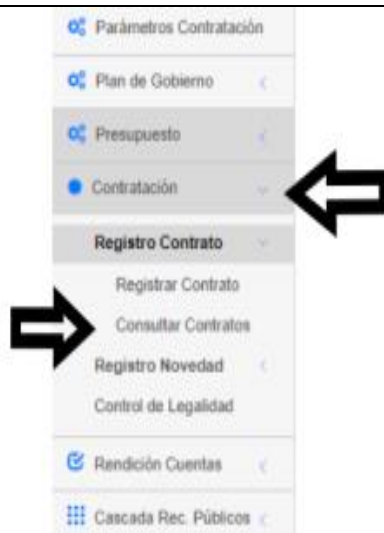 Parámetros Contratación
Plan de Gobierno
Presupuesto
Contratación
Registro Contrato
Registrar Contrato
Consultar Contratos
Registro Novedad
Control de Legalidad
Rendición Cuentas
Cascada Rec. Públicos